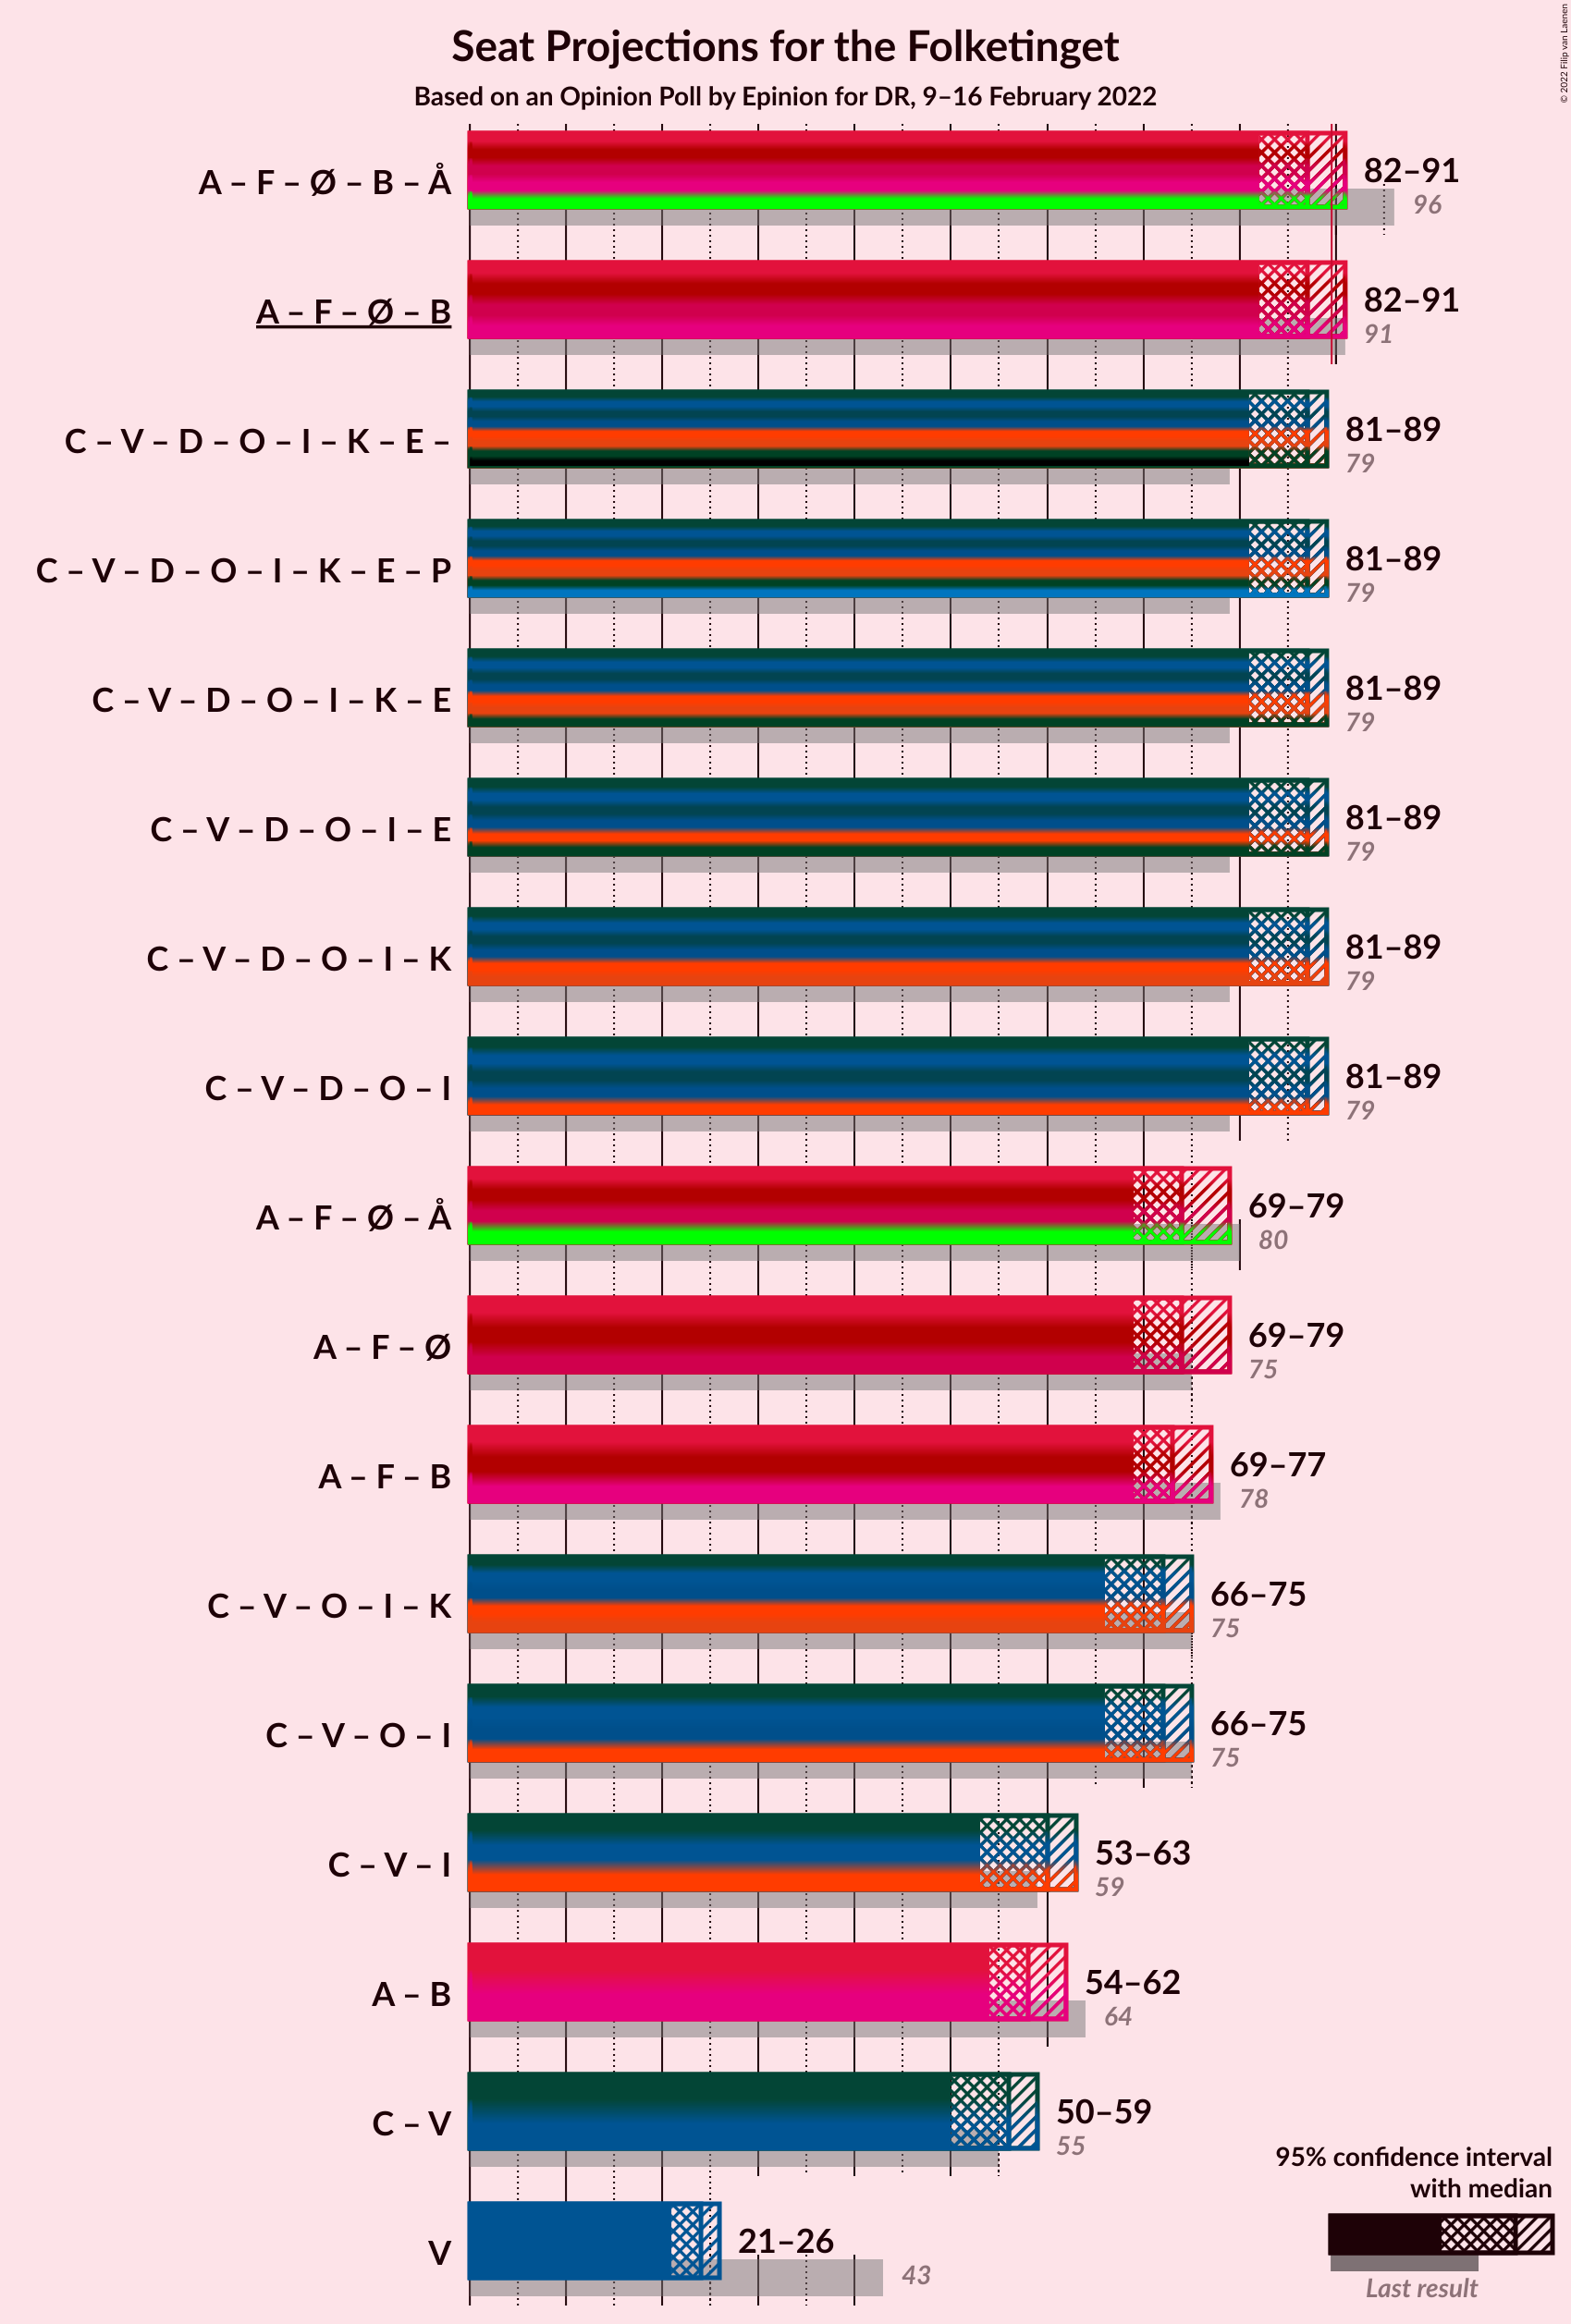 Seat Projections for the Folketinget
Based on an Opinion Poll by Epinion for DR, 9–16 February 2022
© 2022 Filip van Laenen
A – F – Ø – B – Å
82–91
96
A – F – Ø – B
82–91
91
C – V – D – O – I – K – E –
81–89
79
C – V – D – O – I – K – E – P
81–89
79
C – V – D – O – I – K – E
81–89
79
C – V – D – O – I – E
81–89
79
C – V – D – O – I – K
81–89
79
C – V – D – O – I
81–89
79
A – F – Ø – Å
69–79
80
A – F – Ø
69–79
75
A – F – B
69–77
78
C – V – O – I – K
66–75
75
C – V – O – I
66–75
75
C – V – I
53–63
59
A – B
54–62
64
C – V
50–59
55
V
21–26
43
95% confidence interval
with median
Last result